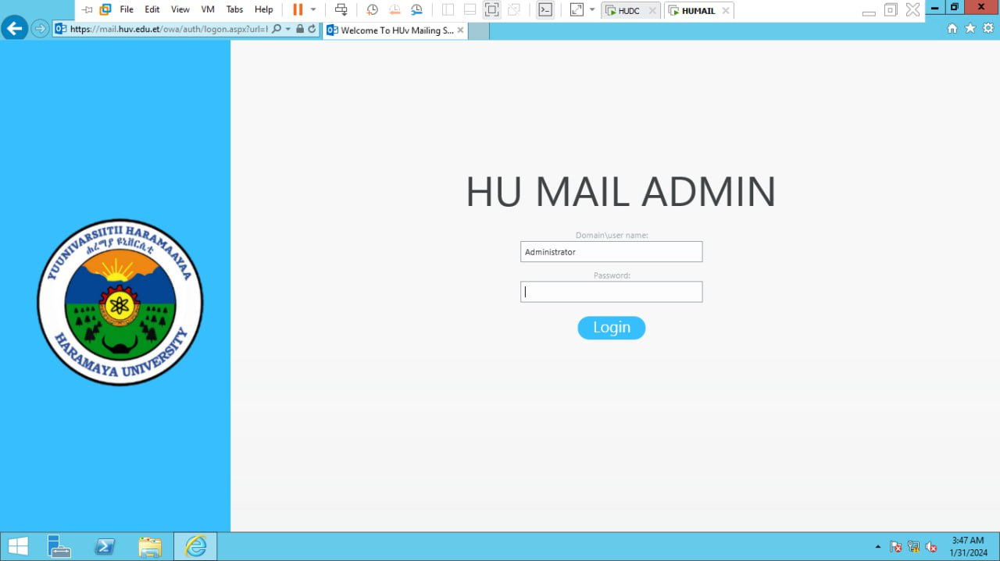 File Edit View VM Tabs Help HUDC HUMAIL
https://mail.huv.edu.et/owa/auth/logon.aspx?url=l Welcome To HUv Mailing S...
HU MAIL ADMIN
Domain\user name:
Administrator
Password:
Login
YUUNIVARSIITII HARAMAAYAA
ሐረማያ ዩኒቨርሲቲ
HARAMAYA UNIVERSITY
3:47 AM
1/31/2024